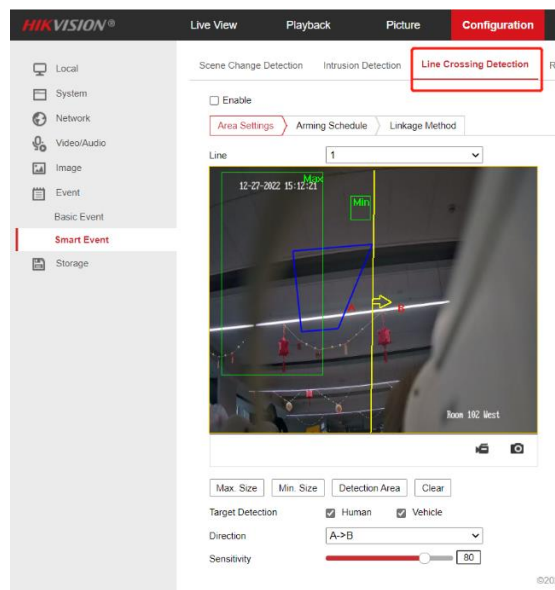 HIKVISION®
Live View Playback Picture Configuration
Local
System
Network
Video/Audio
Image
Event
Basic Event
Smart Event
Storage
Scene Change Detection Intrusion Detection Line Crossing Detection R
Enable
Area Settings Arming Schedule Linkage Method
Line 1
12-27-2022 15:12:21
Max
Min
A B
Room 102 West
Max. Size Min. Size Detection Area Clear
Target Detection Human Vehicle
Direction A->B
Sensitivity 80
©20